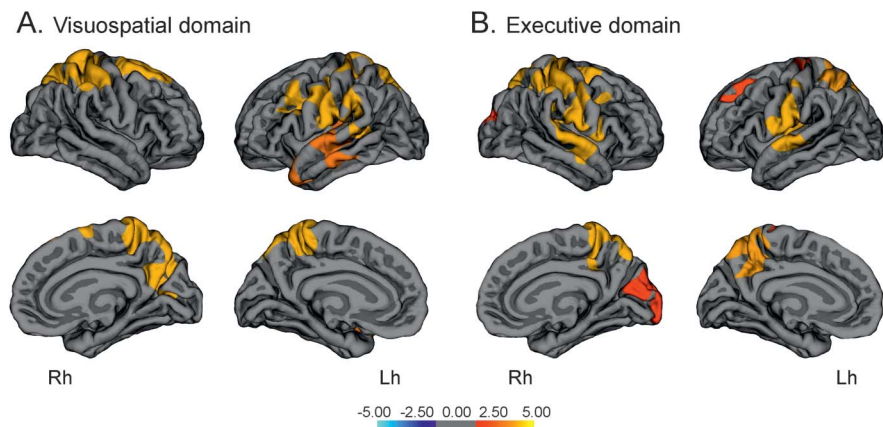 A. Visuospatial domain
B. Executive domain
Rh
Lh
Rh
Lh
-5.00 -2.50 0.00 2.50 5.00